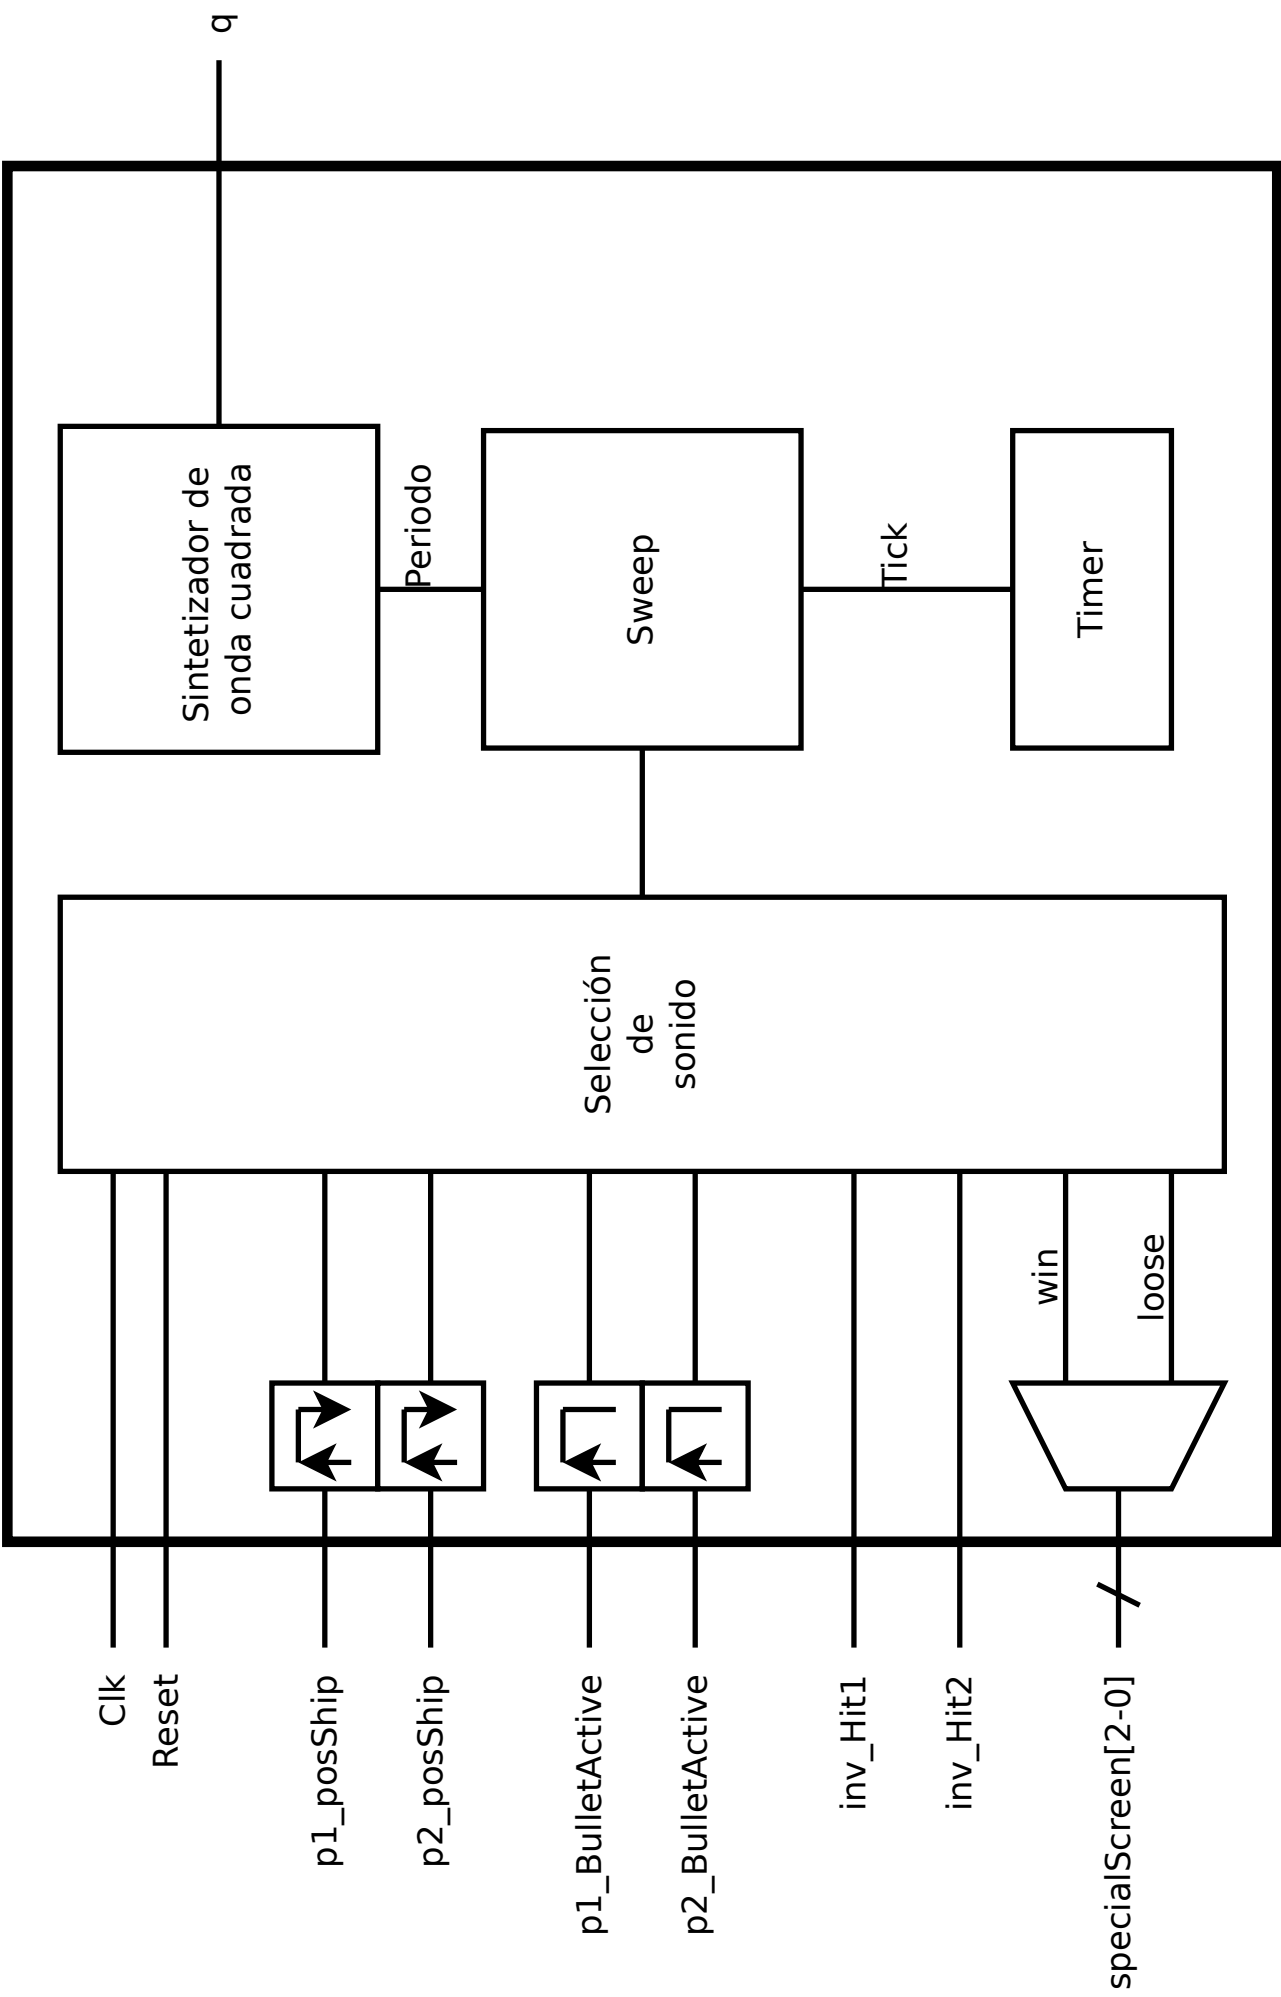 Clk
Reset
p1_posShip
p2_posShip
p1_BulletActive
p2_BulletActive
inv_Hit1
inv_Hit2
specialScreen[2-0]
win
loose
Selección
de
sonido
Sintetizador de
onda cuadrada
Periodo
Sweep
Tick
Timer
q